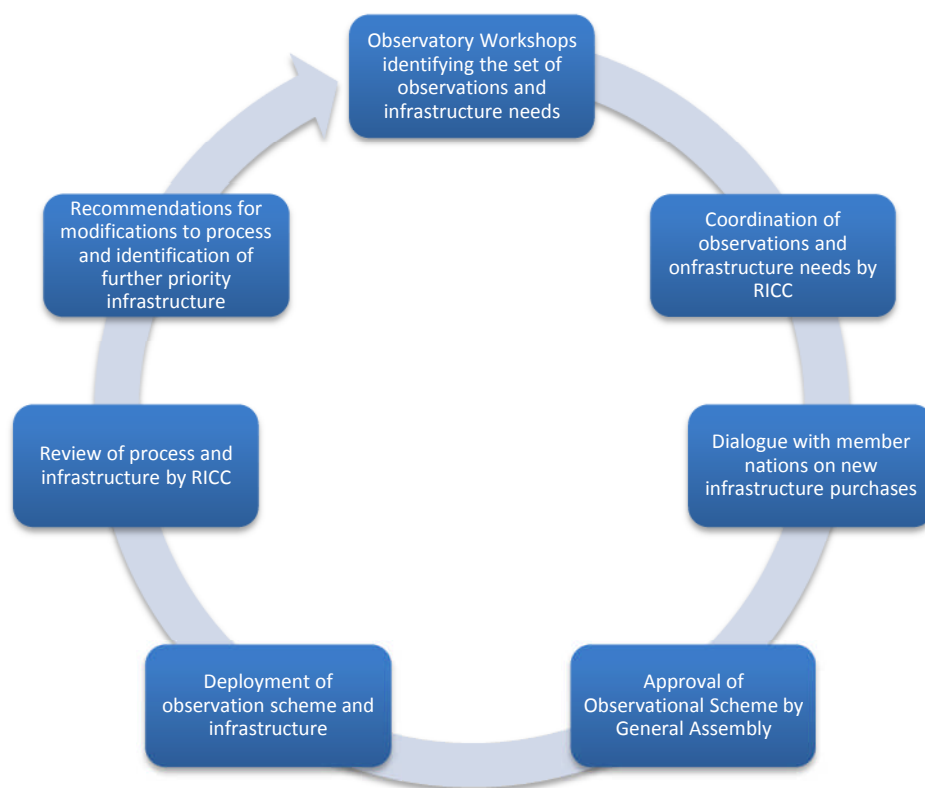 Observatory Workshops
identifying the set of
observations and
infrastructure needs
Coordination of
observations and
onfrastructure needs by
RICC
Dialogue with member
nations on new
infrastructure purchases
Approval of
Observational Scheme by
General Assembly
Deployment of
observation scheme and
infrastructure
Review of process and
infrastructure by RICC
Recommendations for
modifications to process
and identification of
further priority
infrastructure